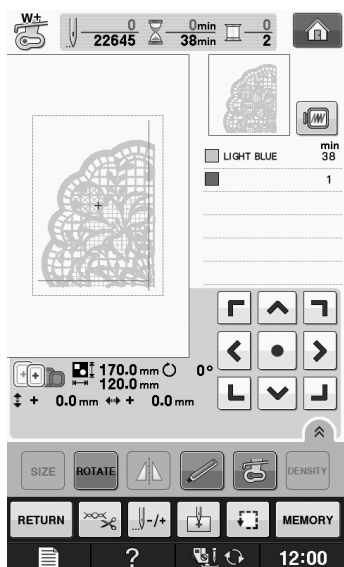 W+
0 0min 0
22645 38min 2
min
LIGHT BLUE 38
1
170.0 mm 0°
120.0 mm
+ 0.0 mm + 0.0 mm
SIZE ROTATE DENSITY
RETURN -/+ MEMORY
? 12:00